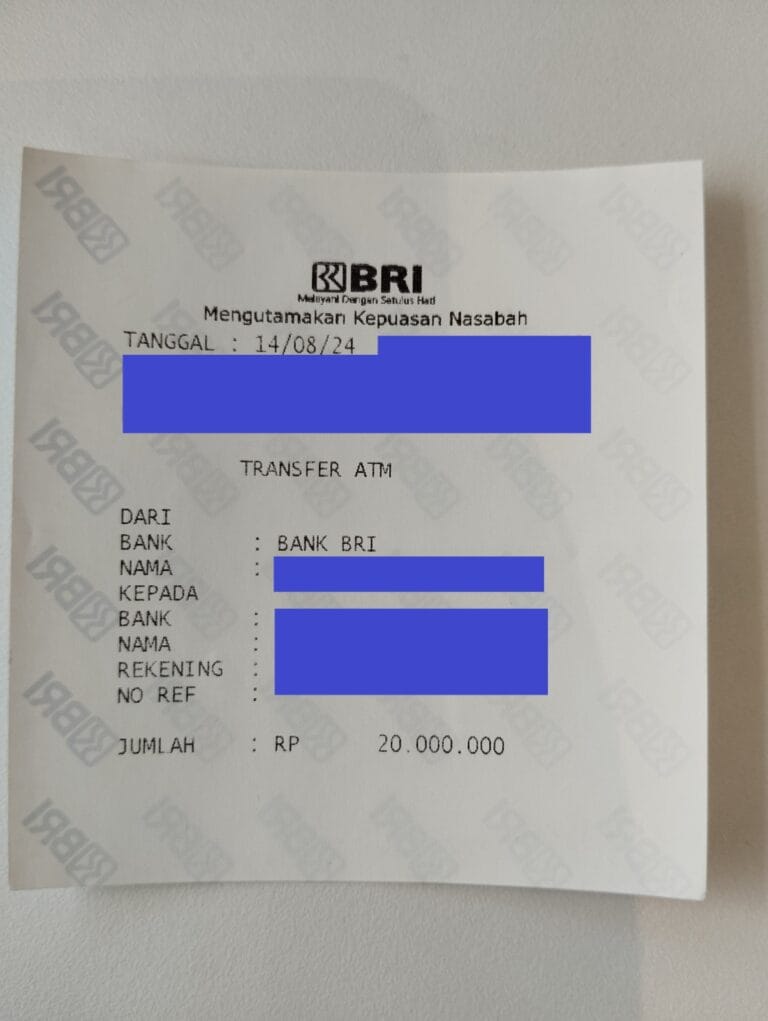 BRI
Melayani Dengan Setulus Hati
Mengutamakan Kepuasan Nasabah
TANGGAL : 14/08/24
TRANSFER ATM
DARI
BANK : BANK BRI
NAMA :
KEPADA
BANK :
NAMA :
REKENING :
NO REF :
JUMLAH : RP 20.000.000